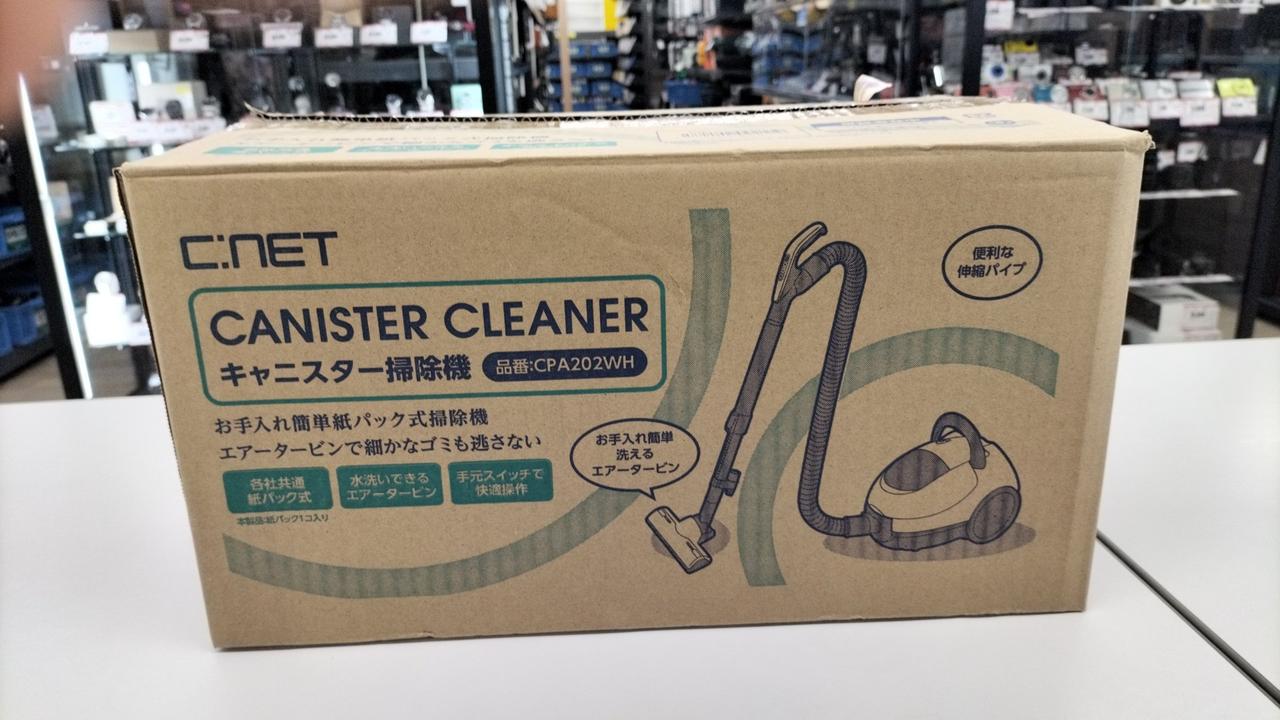 C:NET
CANISTER CLEANER
キャニスター掃除機 品番:CPA202WH
お手入れ簡単紙パック式掃除機
エアータービンで細かなゴミも逃さない
各社共通
紙パック式
水洗いできる
エアータービン
手元スイッチで
快適操作
本製品:紙パック1コ入り
お手入れ簡単
洗える
エアータービン
便利な
伸縮パイプ